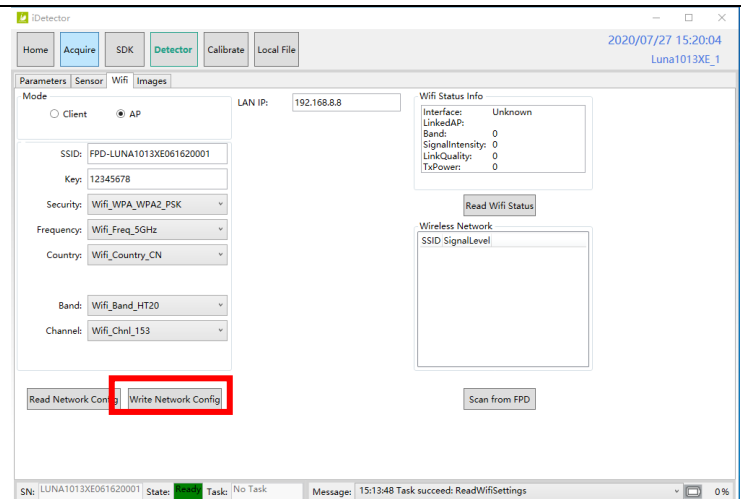 iDetector
Home Acquire SDK Detector Calibrate Local File
2020/07/27 15:20:04
Luna1013XE_1
Parameters Sensor Wifi Images
Mode
Client AP
LAN IP: 192.168.8.8
SSID: FPD-LUNA1013XE061620001
Key: 12345678
Security: Wifi_WPA_WPA2_PSK
Frequency: Wifi_Freq_5GHz
Country: Wifi_Country_CN
Band: Wifi_Band_HT20
Channel: Wifi_Chnl_153
Read Network Config Write Network Config
Wifi Status Info
Interface: Unknown
LinkedAP:
Band: 0
SignalIntensity: 0
LinkQuality: 0
TxPower: 0
Read Wifi Status
Wireless Network
SSID SignalLevel
Scan from FPD
SN: LUNA1013XE061620001 State: Ready Task: No Task Message: 15:13:48 Task succeed: ReadWifiSettings 0%